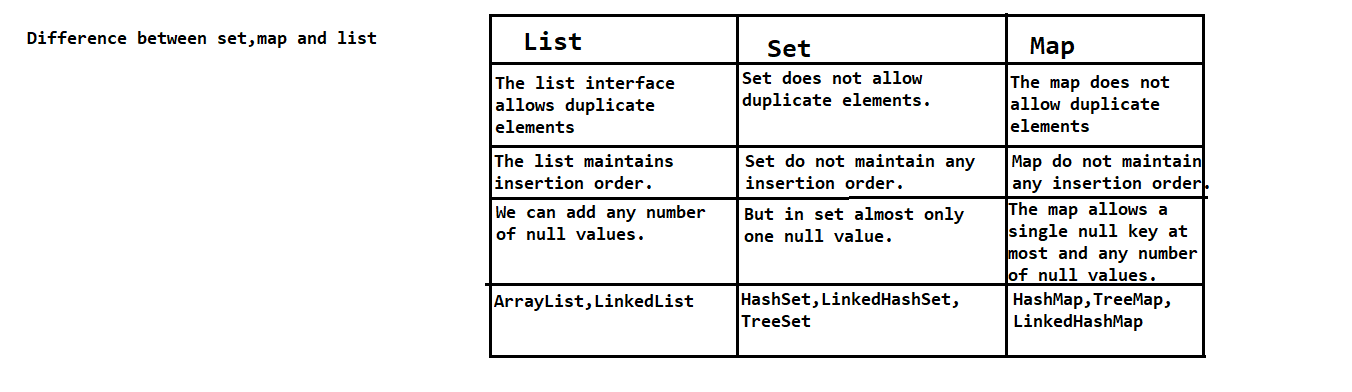 Difference between set,map and list
List
Set
Map
The list interface
allows duplicate
elements
Set does not allow
duplicate elements.
The map does not
allow duplicate
elements
The list maintains
insertion order.
Set do not maintain any
insertion order.
Map do not maintain
any insertion order.
We can add any number
of null values.
But in set almost only
one null value.
The map allows a
single null key at
most and any number
of null values.
ArrayList,LinkedList
HashSet,LinkedHashSet,
TreeSet
HashMap,TreeMap,
LinkedHashMap